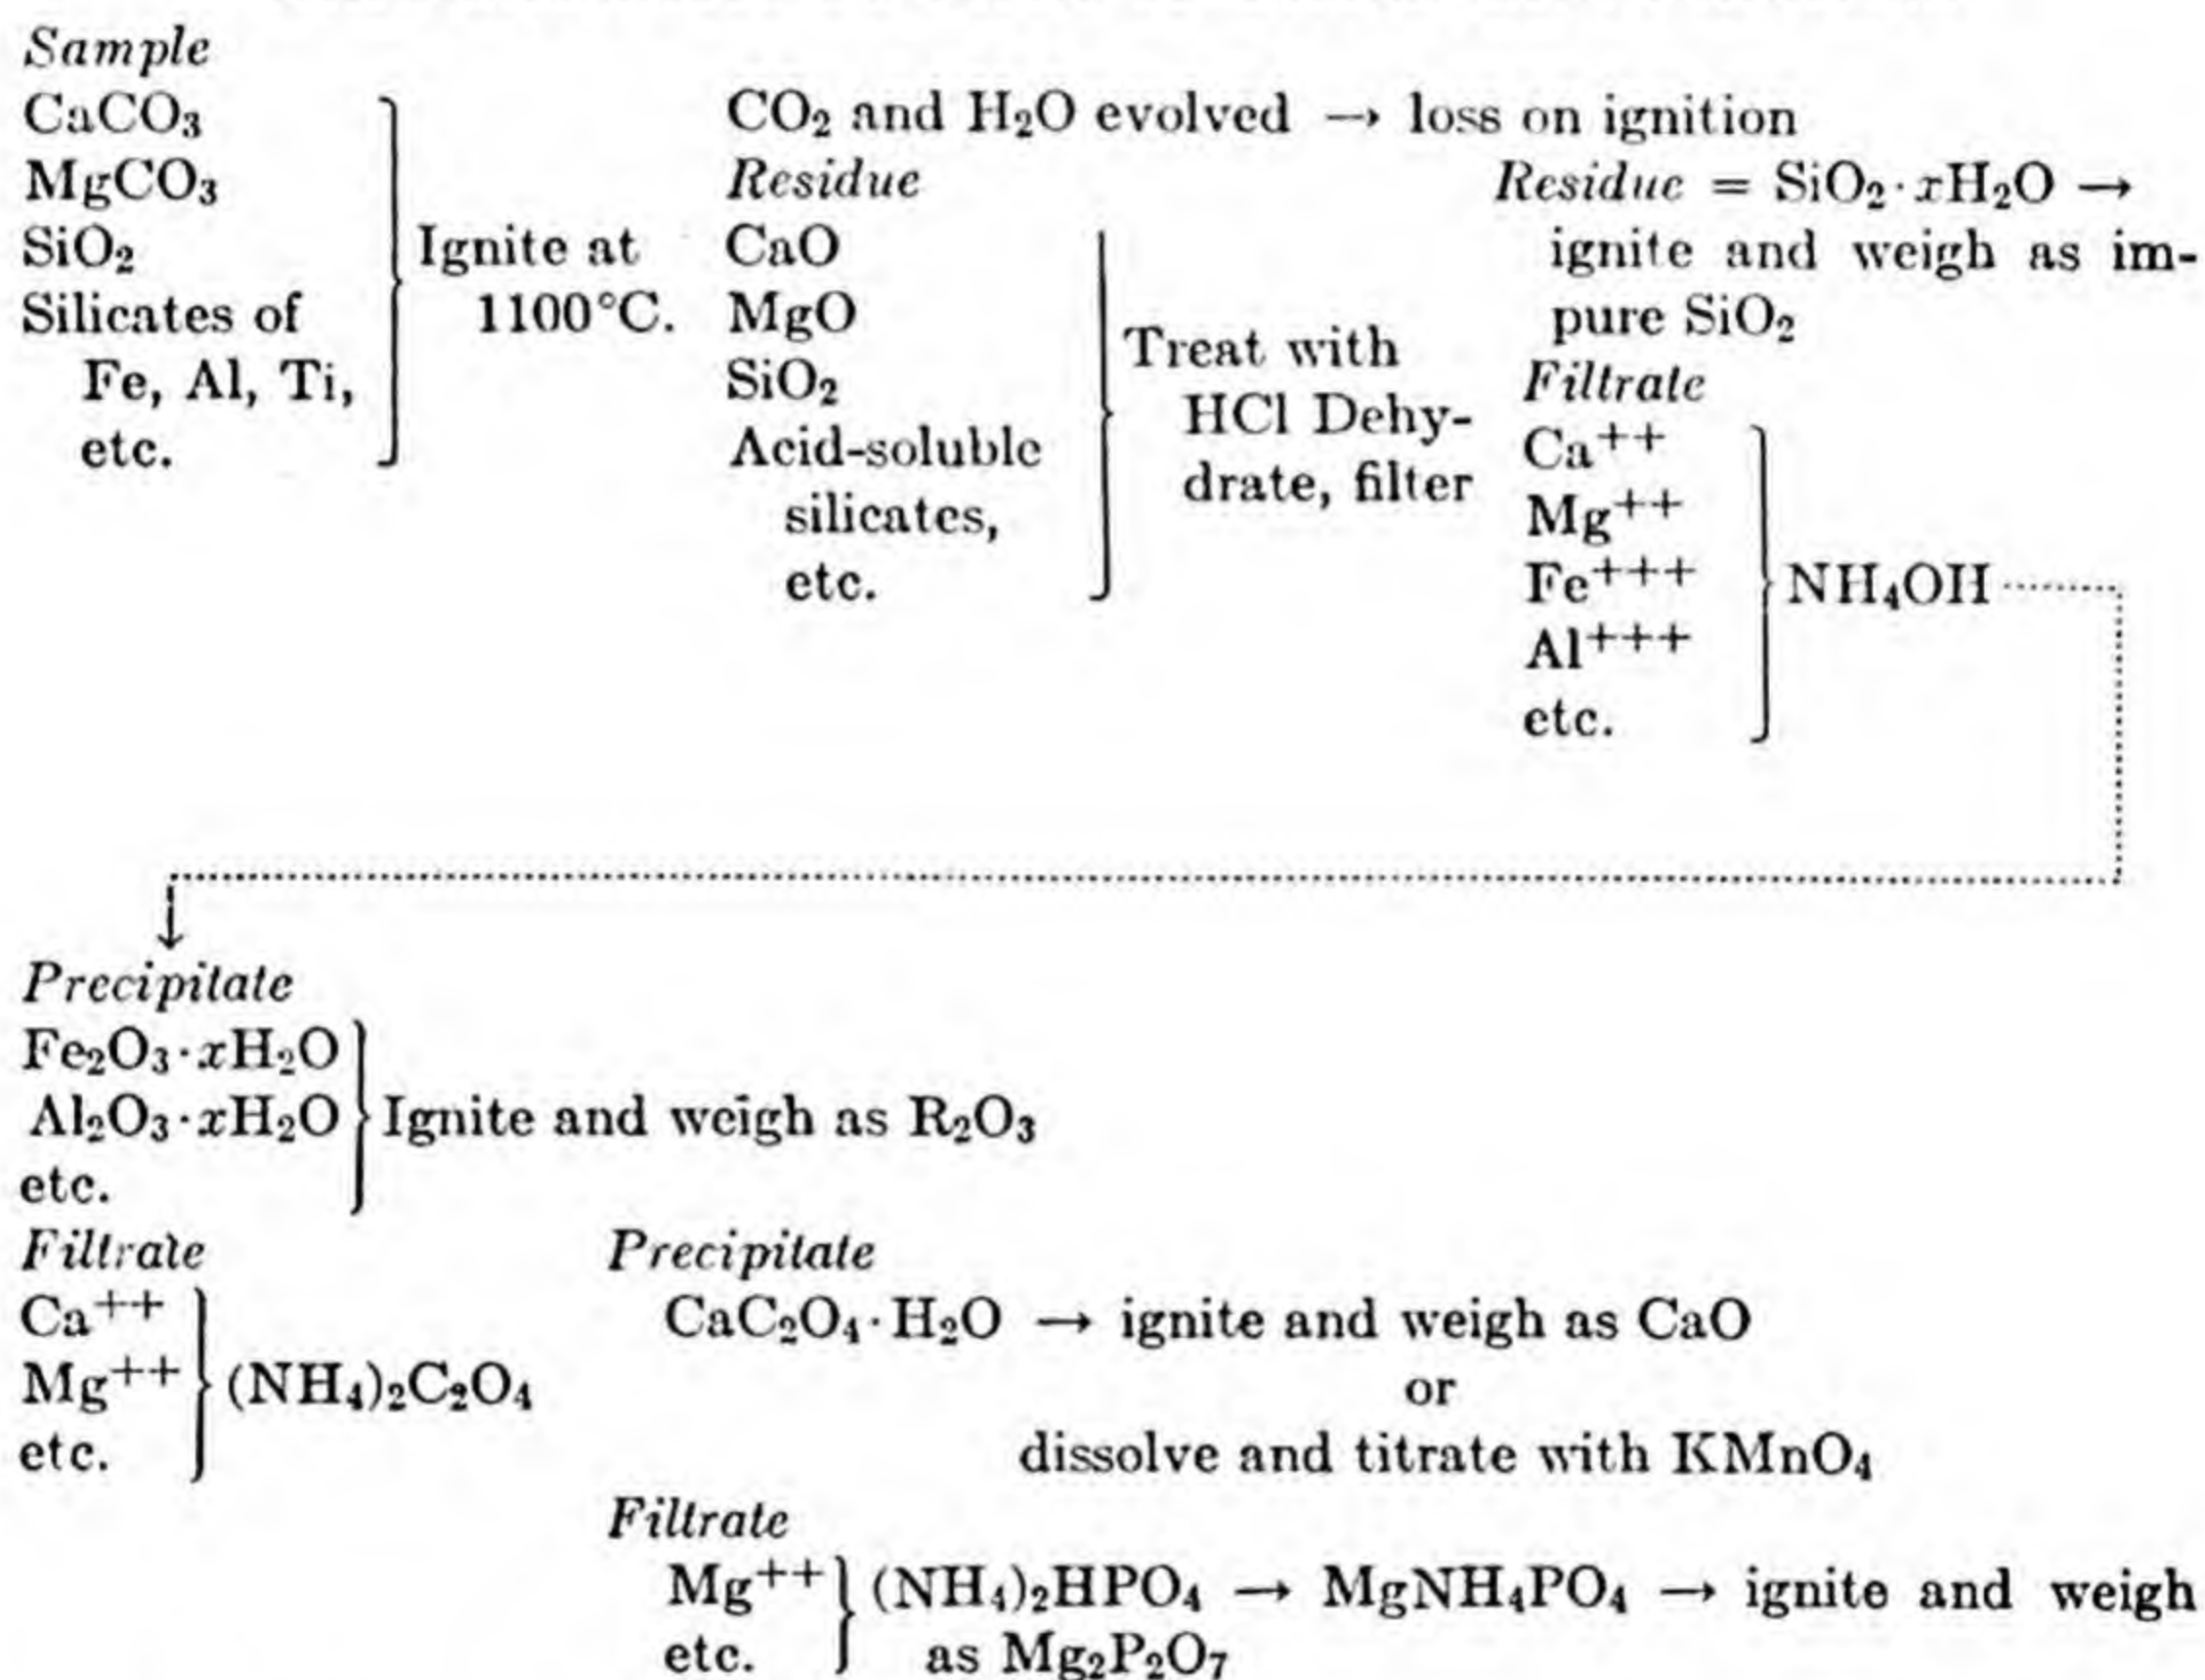 Sample
CaCO₃
MgCO₃
SiO₂
Silicates of
Fe, Al, Ti,
etc.
Ignite at
1100°C.
CO₂ and H₂O evolved → loss on ignition
Residue
CaO
MgO
SiO₂
Acid-soluble
silicates,
etc.
Treat with
HCl Dehy-
drate, filter
Residue = SiO₂·xH₂O →
ignite and weigh as im-
pure SiO₂
Filtrate
Ca⁺⁺
Mg⁺⁺
Fe⁺⁺⁺
Al⁺⁺⁺
etc.
NH₄OH
Precipitate
Fe₂O₃·xH₂O
Al₂O₃·xH₂O
etc.
Ignite and weigh as R₂O₃
Filtrate
Ca⁺⁺
Mg⁺⁺
etc.
(NH₄)₂C₂O₄
Precipitate
CaC₂O₄·H₂O → ignite and weigh as CaO
or
dissolve and titrate with KMnO₄
Filtrate
Mg⁺⁺
etc.
(NH₄)₂HPO₄ → MgNH₄PO₄ → ignite and weigh
as Mg₂P₂O₇